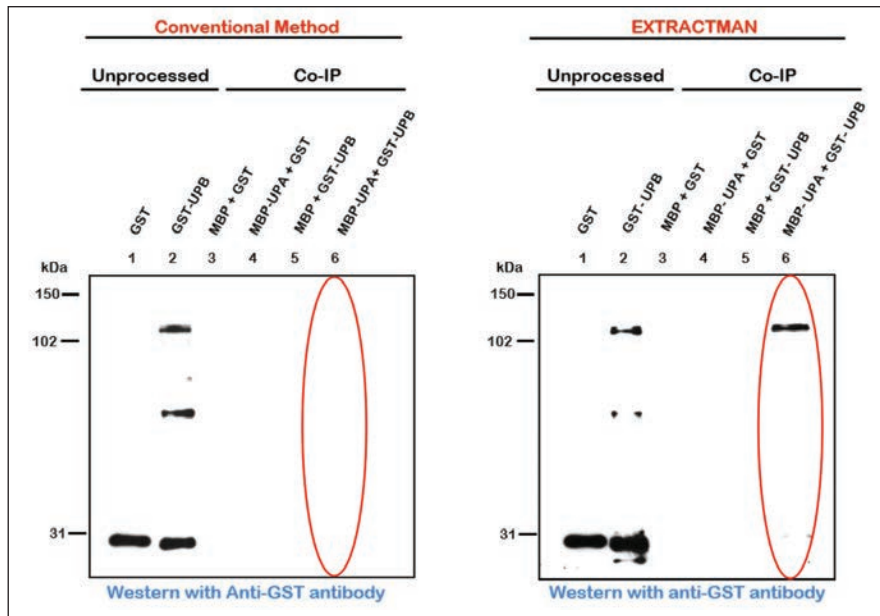 Conventional Method
Unprocessed Co-IP
GST
GST-UPB
MBP + GST
MBP-UPA + GST
MBP + GST-UPB
MBP-UPA + GST-UPB
1 2 3 4 5 6
kDa
150
102
31
Western with Anti-GST antibody
EXTRACTMAN
Unprocessed Co-IP
GST
GST- UPB
MBP + GST
MBP- UPA + GST
MBP + GST- UPB
MBP- UPA + GST- UPB
1 2 3 4 5 6
kDa
150
102
31
Western with anti-GST antibody